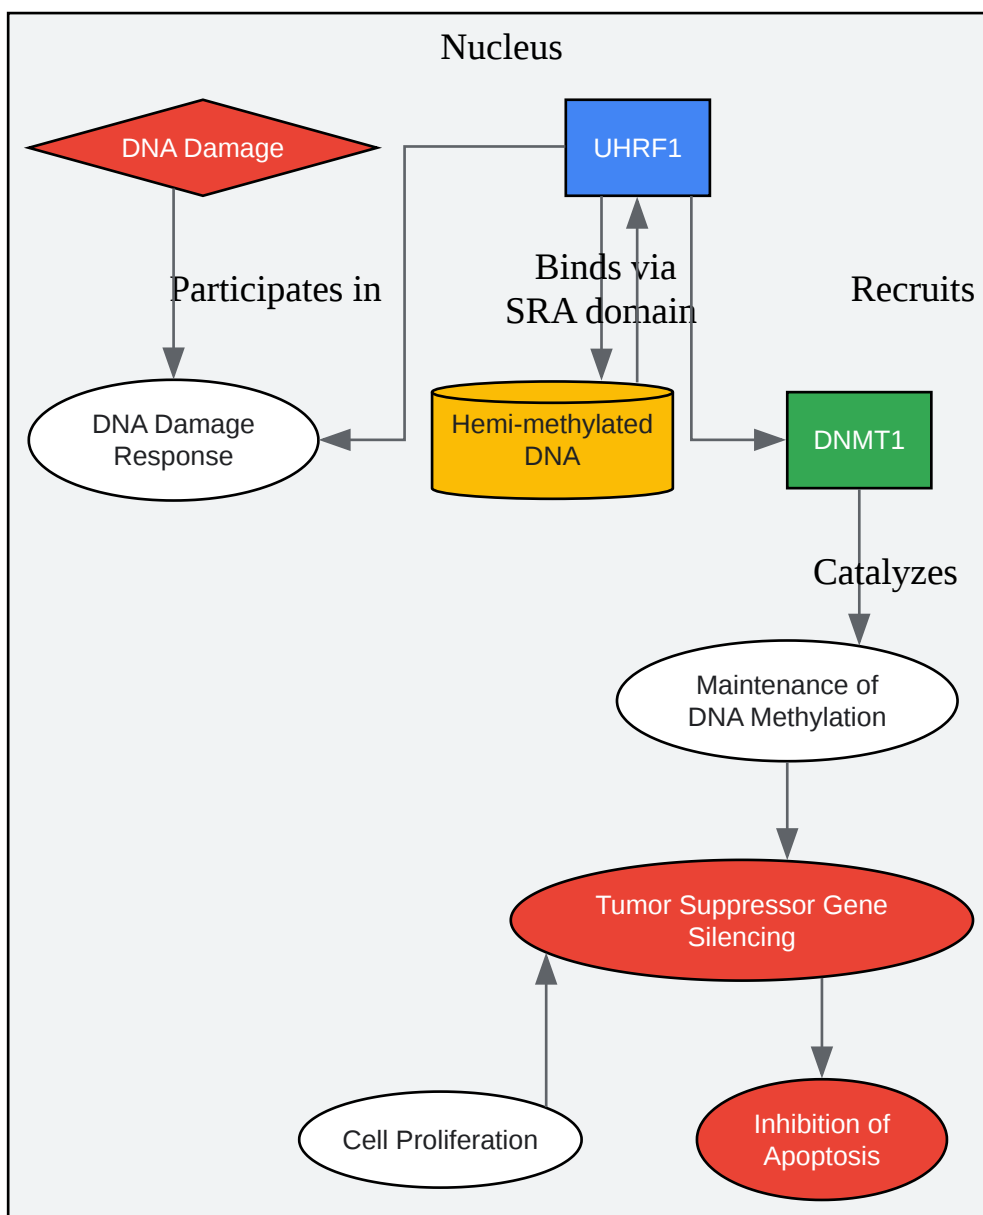 Nucleus
DNA Damage
UHRF1
Participates in
Binds via
SRA domain
Recruits
DNA Damage
Response
Hemi-methylated
DNA
DNMT1
Catalyzes
Maintenance of
DNA Methylation
Tumor Suppressor Gene
Silencing
Cell Proliferation
Inhibition of
Apoptosis